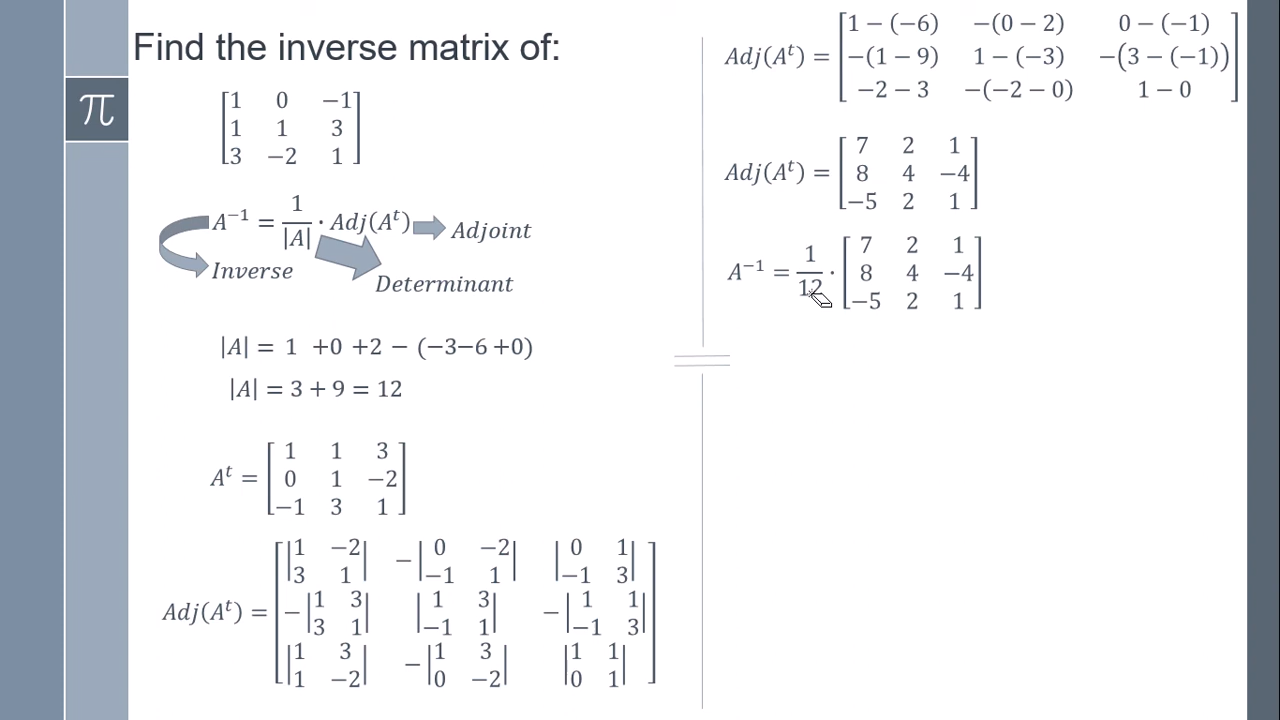 Find the inverse matrix of:
π
[1 0 −1]
[1 1 3]
[3 −2 1]
A⁻¹ = 1/|A| · Adj(Aᵗ) Adjoint
Inverse
Determinant
|A| = 1 +0 +2 − (−3−6 +0)
|A| = 3 + 9 = 12
Aᵗ = [1 1 3]
[0 1 −2]
[−1 3 1]
Adj(Aᵗ) = [|1 −2| −|0 −2| |0 1|]
[|3 1| |−1 1| |−1 3|]
[−|1 3| |1 3| −|1 1|]
[|3 1| |−1 1| |−1 3|]
[|1 3| −|1 3| |1 1|]
[|1 −2| |0 −2| |0 1|]
Adj(Aᵗ) = [1 − (−6) −(0 − 2) 0 − (−1)]
[−(1 − 9) 1 − (−3) −(3 − (−1))]
[−2 − 3 −(−2 − 0) 1 − 0]
Adj(Aᵗ) = [7 2 1]
[8 4 −4]
[−5 2 1]
A⁻¹ = 1/12 · [7 2 1]
[8 4 −4]
[−5 2 1]